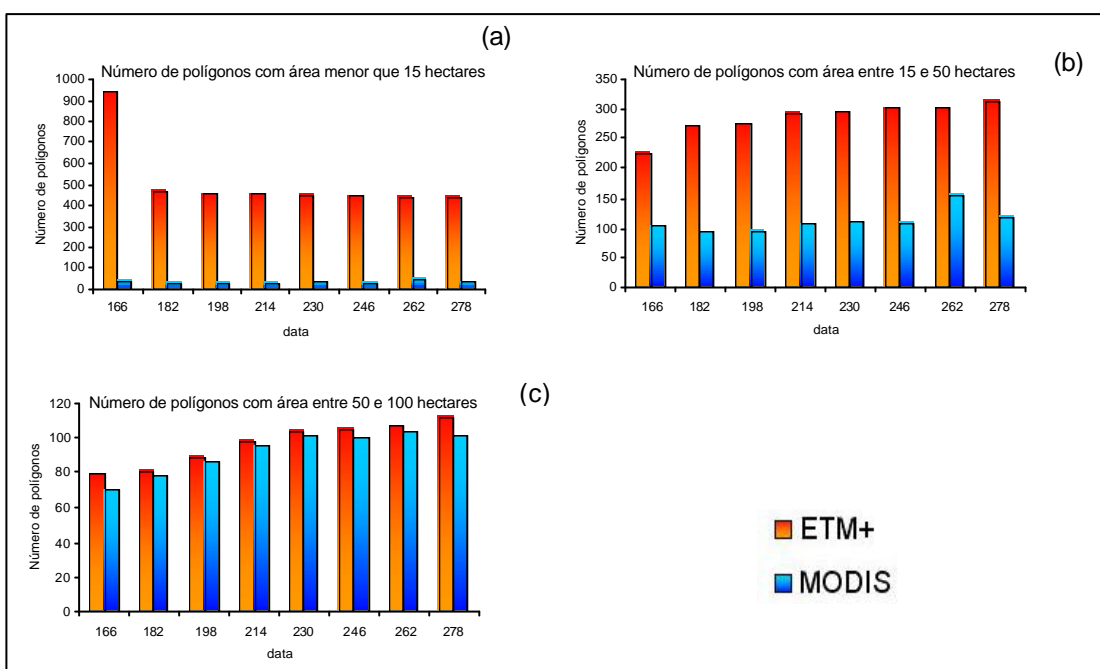 (a)
Número de polígonos com área menor que 15 hectares
Número de polígonos
1000
900
800
700
600
500
400
300
200
100
0
166 182 198 214 230 246 262 278
data
(b)
Número de polígonos com área entre 15 e 50 hectares
Número de polígonos
350
300
250
200
150
100
50
0
166 182 198 214 230 246 262 278
data
(c)
Número de polígonos com área entre 50 e 100 hectares
Número de polígonos
120
100
80
60
40
20
0
166 182 198 214 230 246 262 278
data
ETM+
MODIS